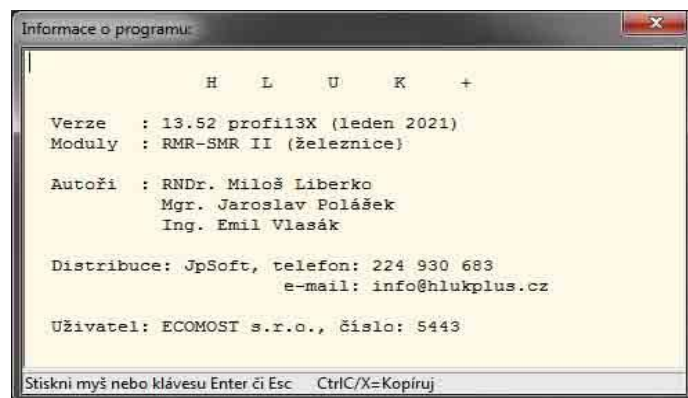 Informace o programu:
H L U K +
Verze : 13.52 profi13X (leden 2021)
Moduly : RMR-SMR II (železnice)
Autoři : RNDr. Miloš Liberko
Mgr. Jaroslav Polášek
Ing. Emil Vlasák
Distribuce: JpSoft, telefon: 224 930 683
e-mail: info@hlukplus.cz
Uživatel: ECOMOST s.r.o., číslo: 5443
Stiskni myš nebo klávesu Enter či Esc CtrlC/X=Kopíruj